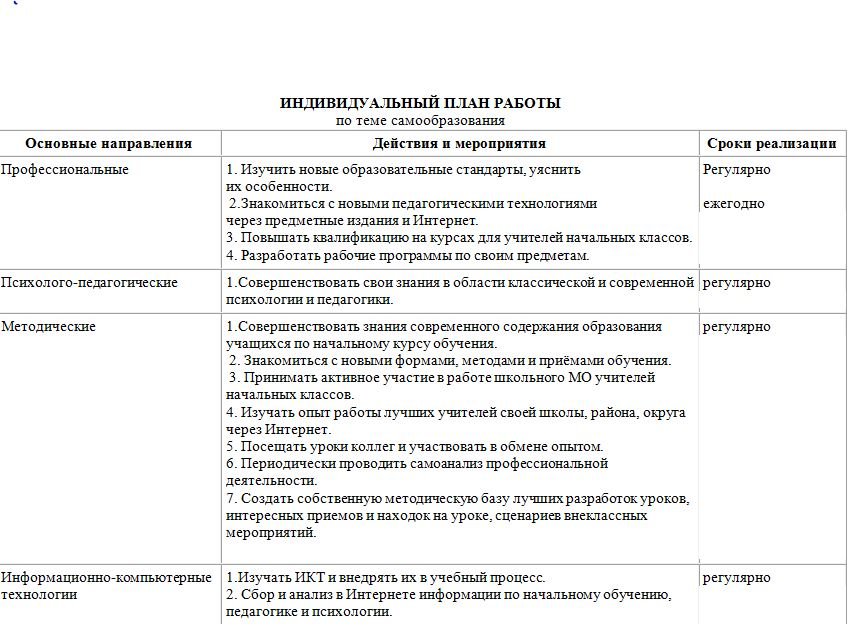 ИНДИВИДУАЛЬНЫЙ ПЛАН РАБОТЫ
по теме самообразования
Основные направления Действия и мероприятия Сроки реализации
Профессиональные
1. Изучить новые образовательные стандарты, уяснить
их особенности.
2.Знакомиться с новыми педагогическими технологиями
через предметные издания и Интернет.
3. Повышать квалификацию на курсах для учителей начальных классов.
4. Разработать рабочие программы по своим предметам.
Регулярно
ежегодно
Психолого-педагогические
1.Совершенствовать свои знания в области классической и современной
психологии и педагогики.
регулярно
Методические
1.Совершенствовать знания современного содержания образования
учащихся по начальному курсу обучения.
2. Знакомиться с новыми формами, методами и приёмами обучения.
3. Принимать активное участие в работе школьного МО учителей
начальных классов.
4. Изучать опыт работы лучших учителей своей школы, района, округа
через Интернет.
5. Посещать уроки коллег и участвовать в обмене опытом.
6. Периодически проводить самоанализ профессиональной
деятельности.
7. Создать собственную методическую базу лучших разработок уроков,
интересных приемов и находок на уроке, сценариев внеклассных
мероприятий.
регулярно
Информационно-компьютерные
технологии
1.Изучать ИКТ и внедрять их в учебный процесс.
2. Сбор и анализ в Интернете информации по начальному обучению,
педагогике и психологии.
регулярно